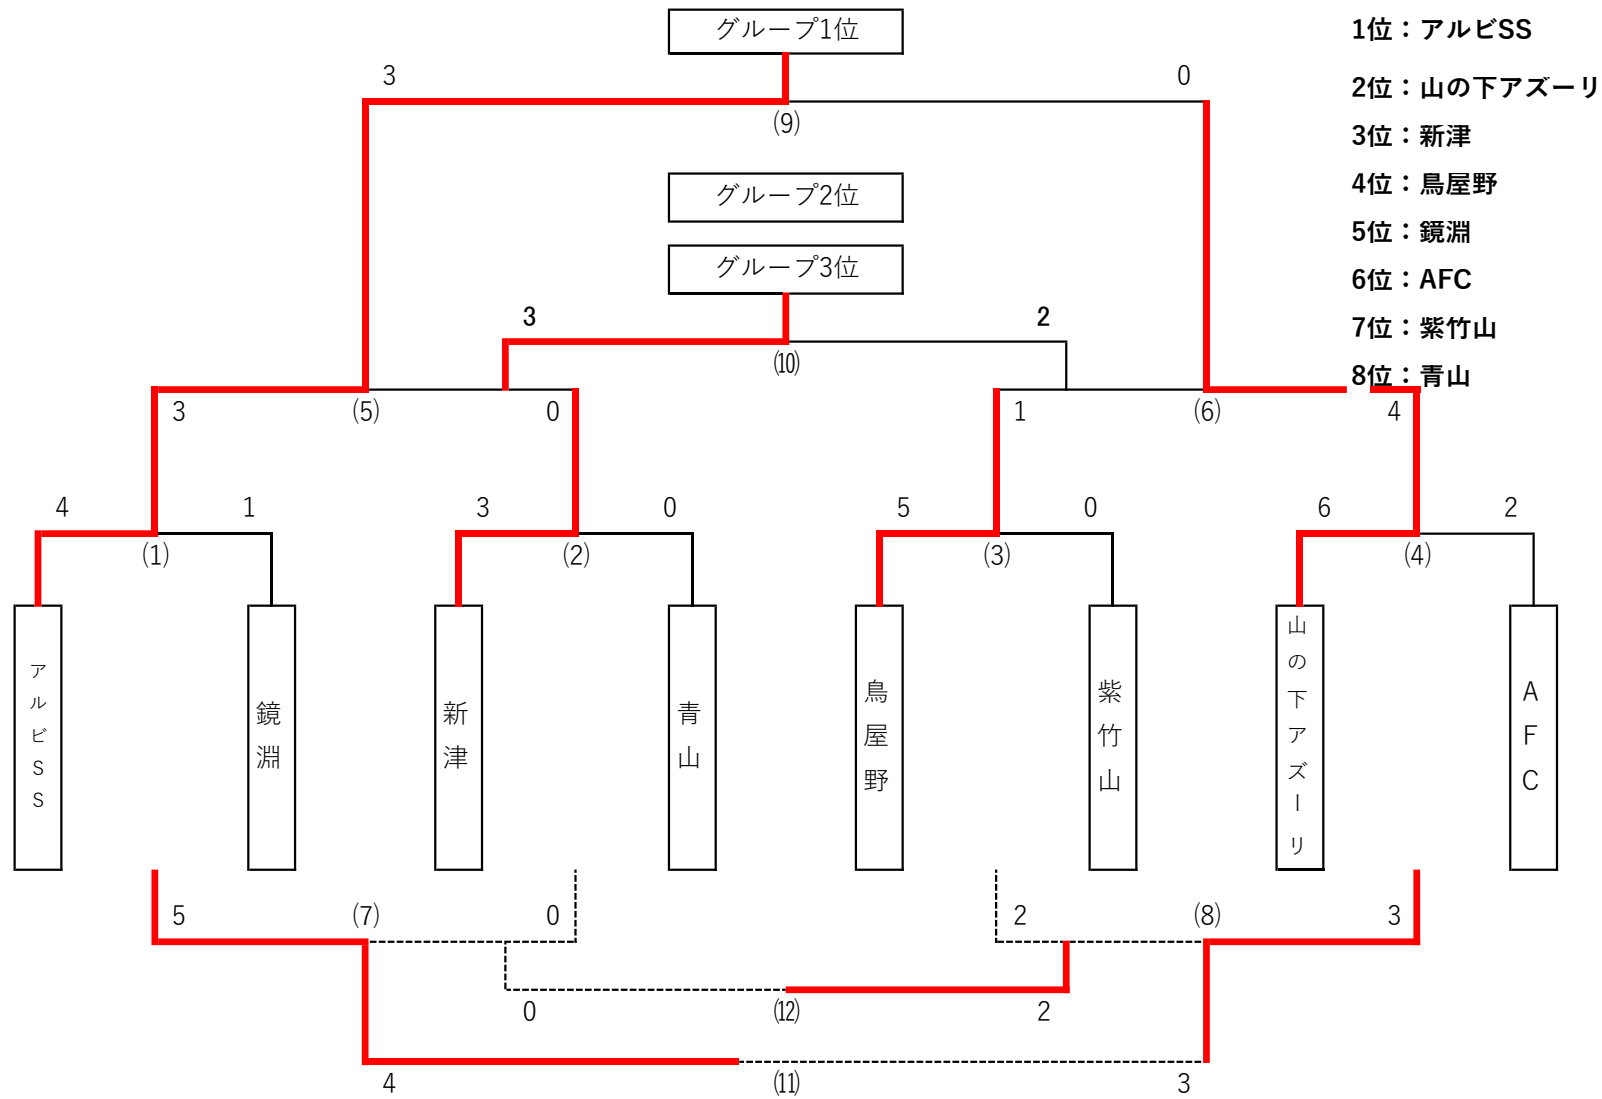 グループ1位
3
0
(9)
グループ2位
グループ3位
3
2
(10)
3
(5)
0
1
(6)
4
4
1
3
0
5
0
6
2
(1)
(2)
(3)
(4)
アルビSS
鏡淵
新津
青山
鳥屋野
紫竹山
山の下アズーリ
AFC
5
(7)
0
2
(8)
3
0
(12)
2
4
(11)
3
1位：アルビSS
2位：山の下アズーリ
3位：新津
4位：鳥屋野
5位：鏡淵
6位：AFC
7位：紫竹山
8位：青山